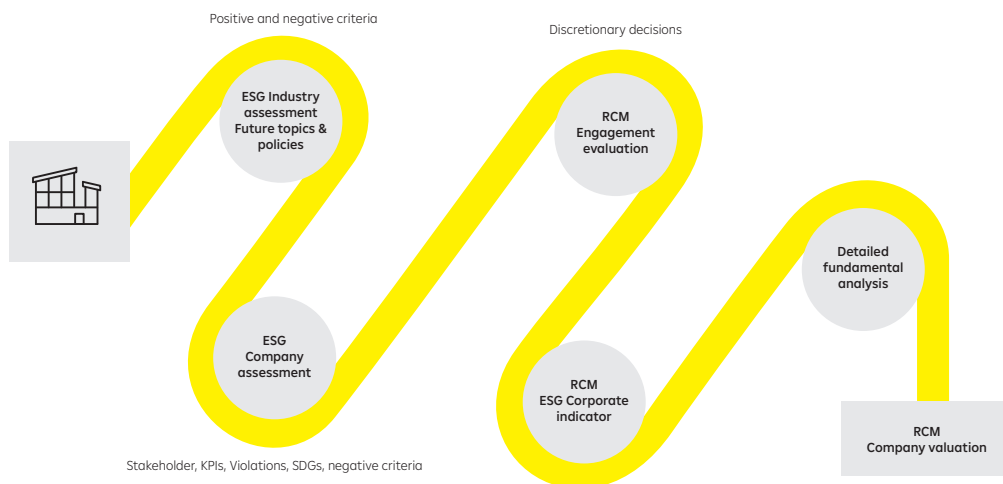 Positive and negative criteria
ESG Industry
assessment
Future topics &
policies
ESG
Company
assessment
Stakeholder, KPIs, Violations, SDGs, negative criteria
Discretionary decisions
RCM
Engagement
evaluation
RCM
ESG Corporate
indicator
Detailed
fundamental
analysis
RCM
Company valuation